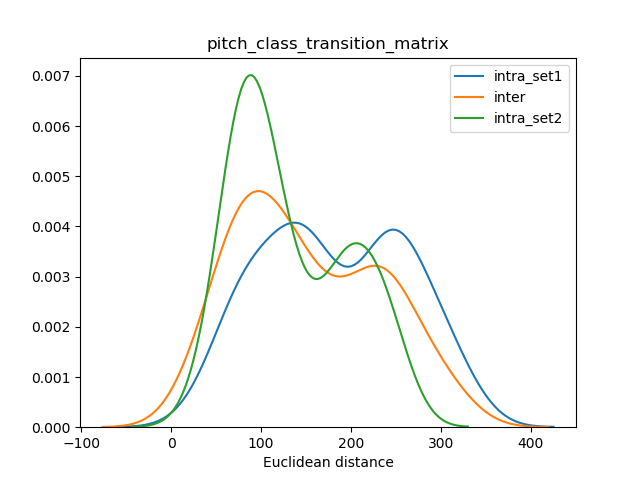 pitch_class_transition_matrix
intra_set1
inter
intra_set2
0.007
0.006
0.005
0.004
0.003
0.002
0.001
0.000
−100 0 100 200 300 400
Euclidean distance